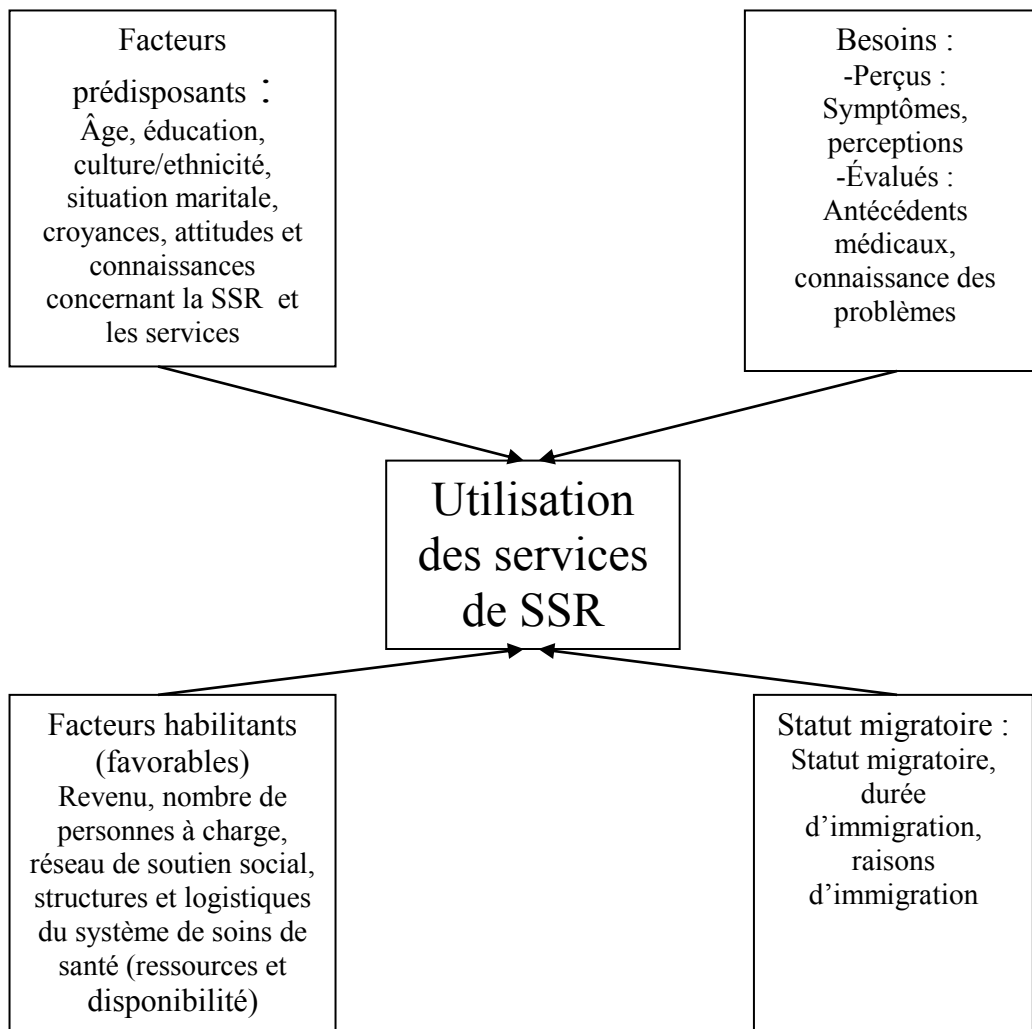 Facteurs
prédisposants :
Âge, éducation,
culture/ethnicité,
situation maritale,
croyances, attitudes et
connaissances
concernant la SSR et
les services
Besoins :
-Perçus :
Symptômes,
perceptions
-Évalués :
Antécédents
médicaux,
connaissance des
problèmes
Utilisation
des services
de SSR
Facteurs habilitants
(favorables)
Revenu, nombre de
personnes à charge,
réseau de soutien social,
structures et logistiques
du système de soins de
santé (ressources et
disponibilité)
Statut migratoire :
Statut migratoire,
durée
d’immigration,
raisons
d’immigration